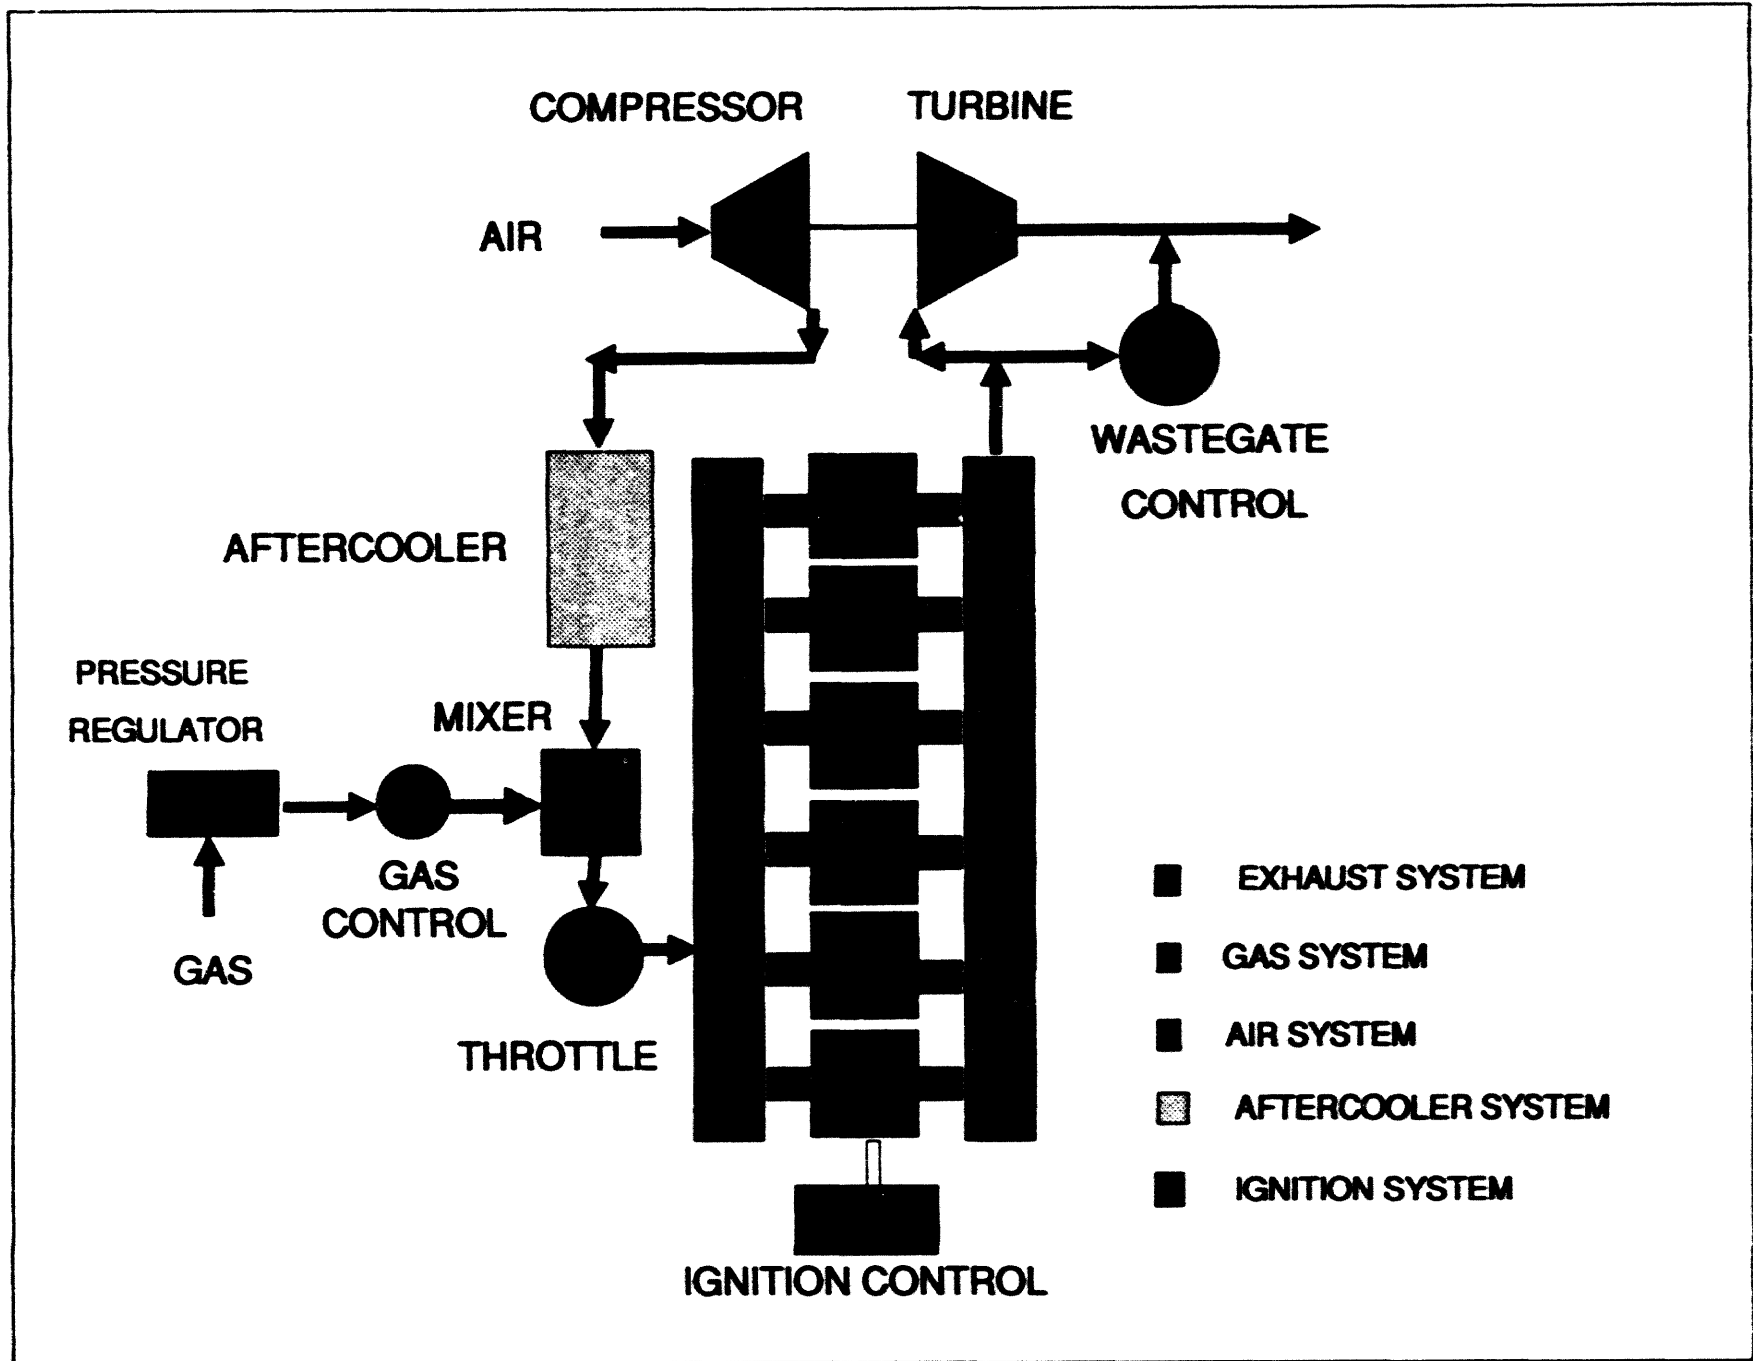 COMPRESSOR
TURBINE
AIR
WASTEGATE
CONTROL
AFTERCOOLER
PRESSURE
REGULATOR
MIXER
GAS
CONTROL
GAS
THROTTLE
EXHAUST SYSTEM
GAS SYSTEM
AIR SYSTEM
AFTERCOOLER SYSTEM
IGNITION SYSTEM
IGNITION CONTROL